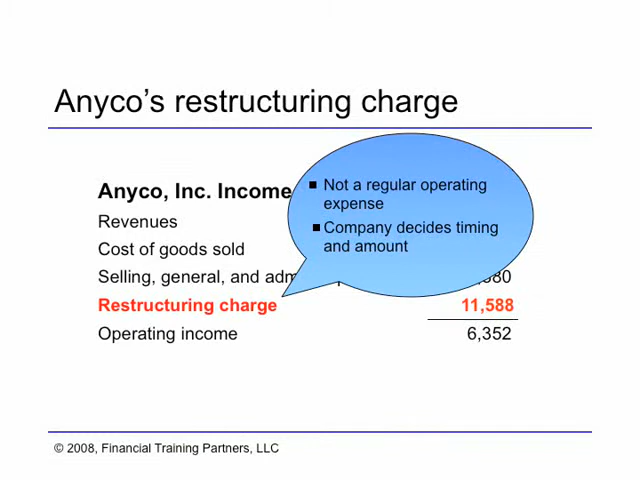 Anyco's restructuring charge
Anyco, Inc. Income
■ Not a regular operating
expense
■ Company decides timing
and amount
Revenues
Cost of goods sold
Selling, general, and adm
Restructuring charge 11,588
Operating income 6,352
© 2008, Financial Training Partners, LLC